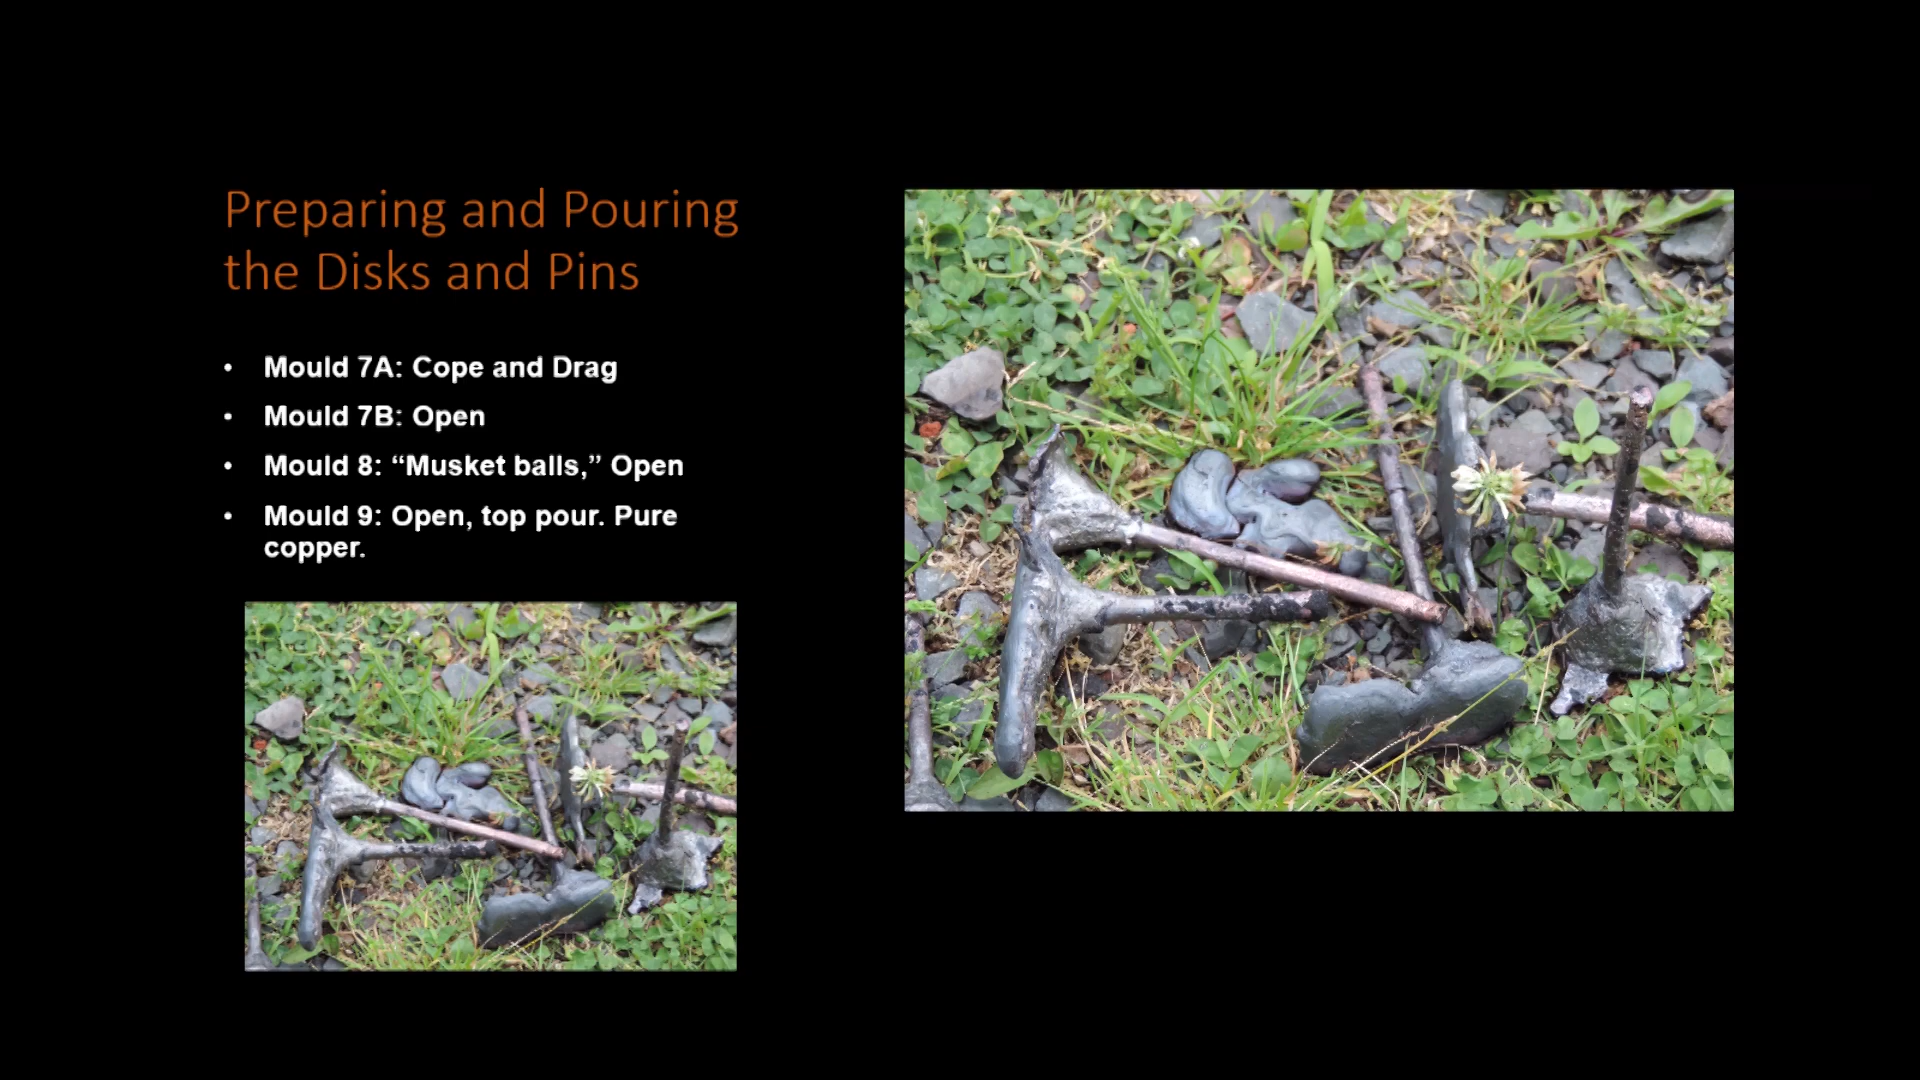 Preparing and Pouring
the Disks and Pins
• Mould 7A: Cope and Drag
• Mould 7B: Open
• Mould 8: “Musket balls,” Open
• Mould 9: Open, top pour. Pure
copper.